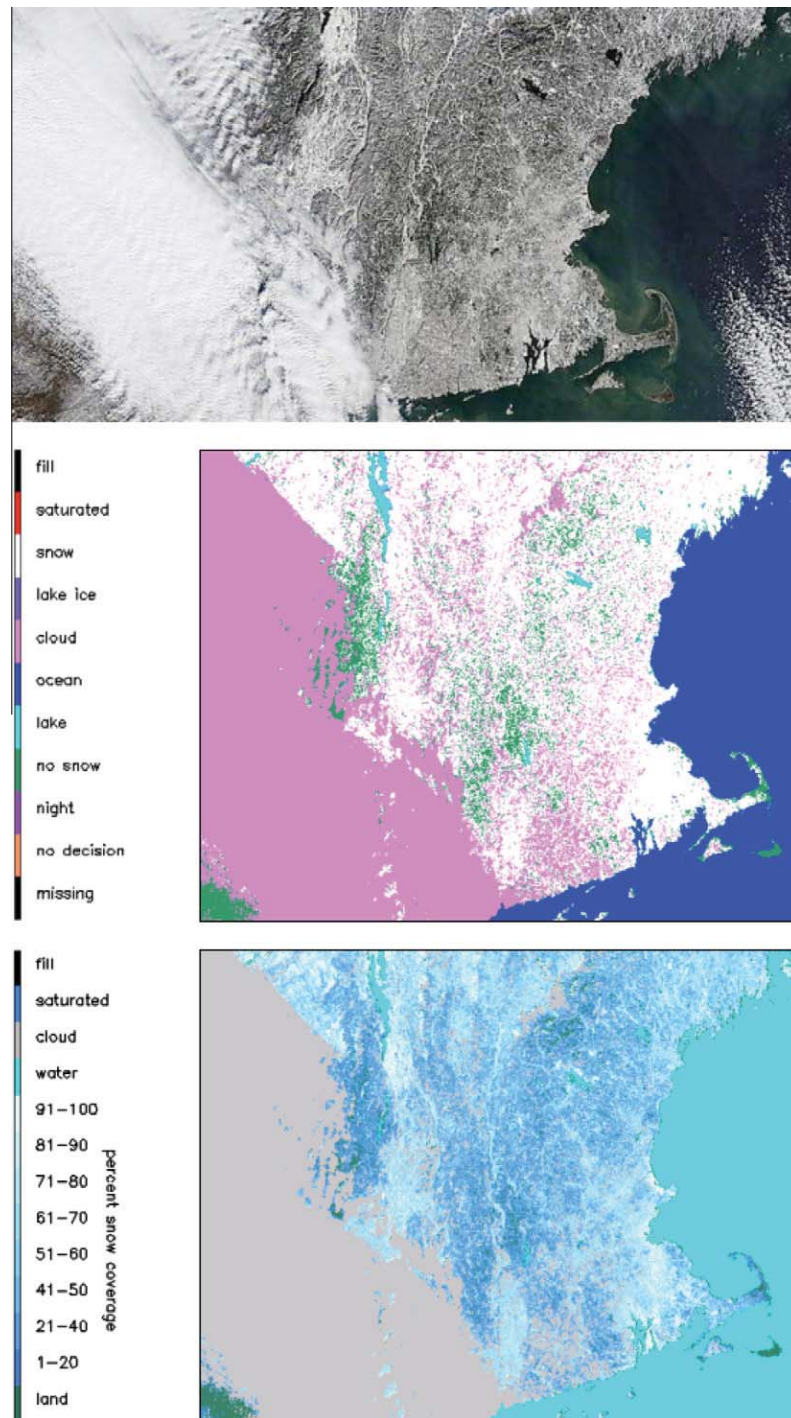 fill
saturated
snow
lake ice
cloud
ocean
lake
no snow
night
no decision
missing
fill
saturated
cloud
water
91-100
81-90
71-80
61-70
51-60
41-50
21-40
1-20
land
percent snow coverage